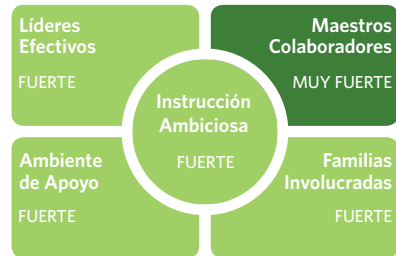 Líderes
Efectivos
FUERTE
Maestros
Colaboradores
MUY FUERTE
Instrucción
Ambiciosa
FUERTE
Ambiente
de Apoyo
FUERTE
Familias
Involucradas
FUERTE